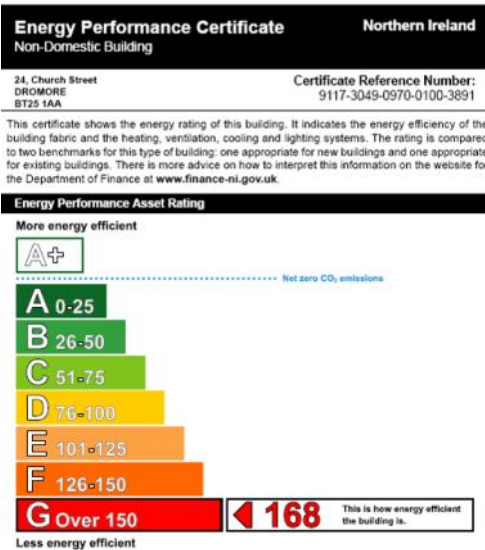 Energy Performance Certificate
Northern Ireland
Non-Domestic Building
24, Church Street
DROMORE
BT25 1AA
Certificate Reference Number:
9117-3049-0970-0100-3891
This certificate shows the energy rating of this building. It indicates the energy efficiency of the
building fabric and the heating, ventilation, cooling and lighting systems. The rating is compared
to two benchmarks for this type of building: one appropriate for new buildings and one appropriate
for existing buildings. There is more advice on how to interpret this information on the website for
the Department of Finance at www.finance-ni.gov.uk.
Energy Performance Asset Rating
More energy efficient
A+
Net zero CO₂ emissions
A 0-25
B 26-50
C 51-75
D 76-100
E 101-125
F 126-150
G Over 150
168
This is how energy efficient
the building is.
Less energy efficient